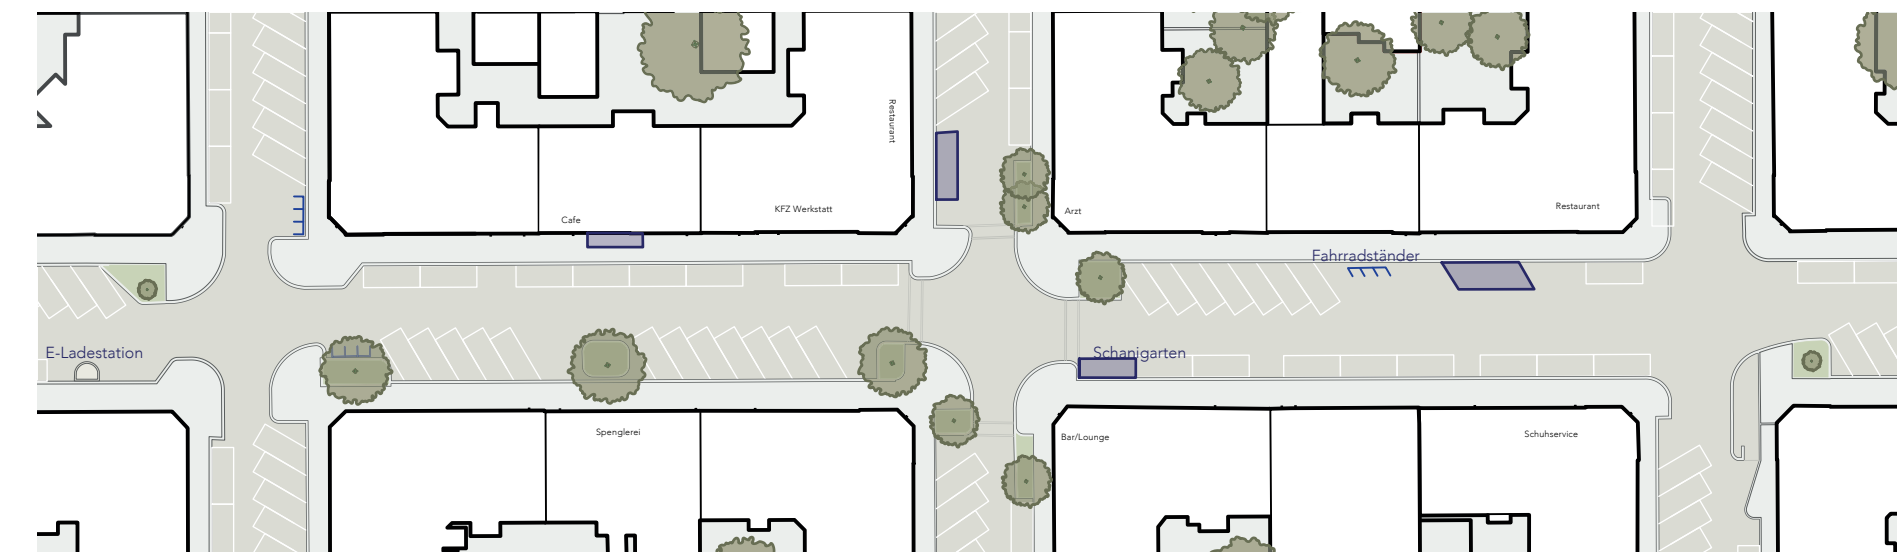 Restaurant
Cafe
KFZ Werkstatt
Arzt
Restaurant
Fahrradständer
E-Ladestation
Schanigarten
Spenglerei
Bar/Lounge
Schuhservice